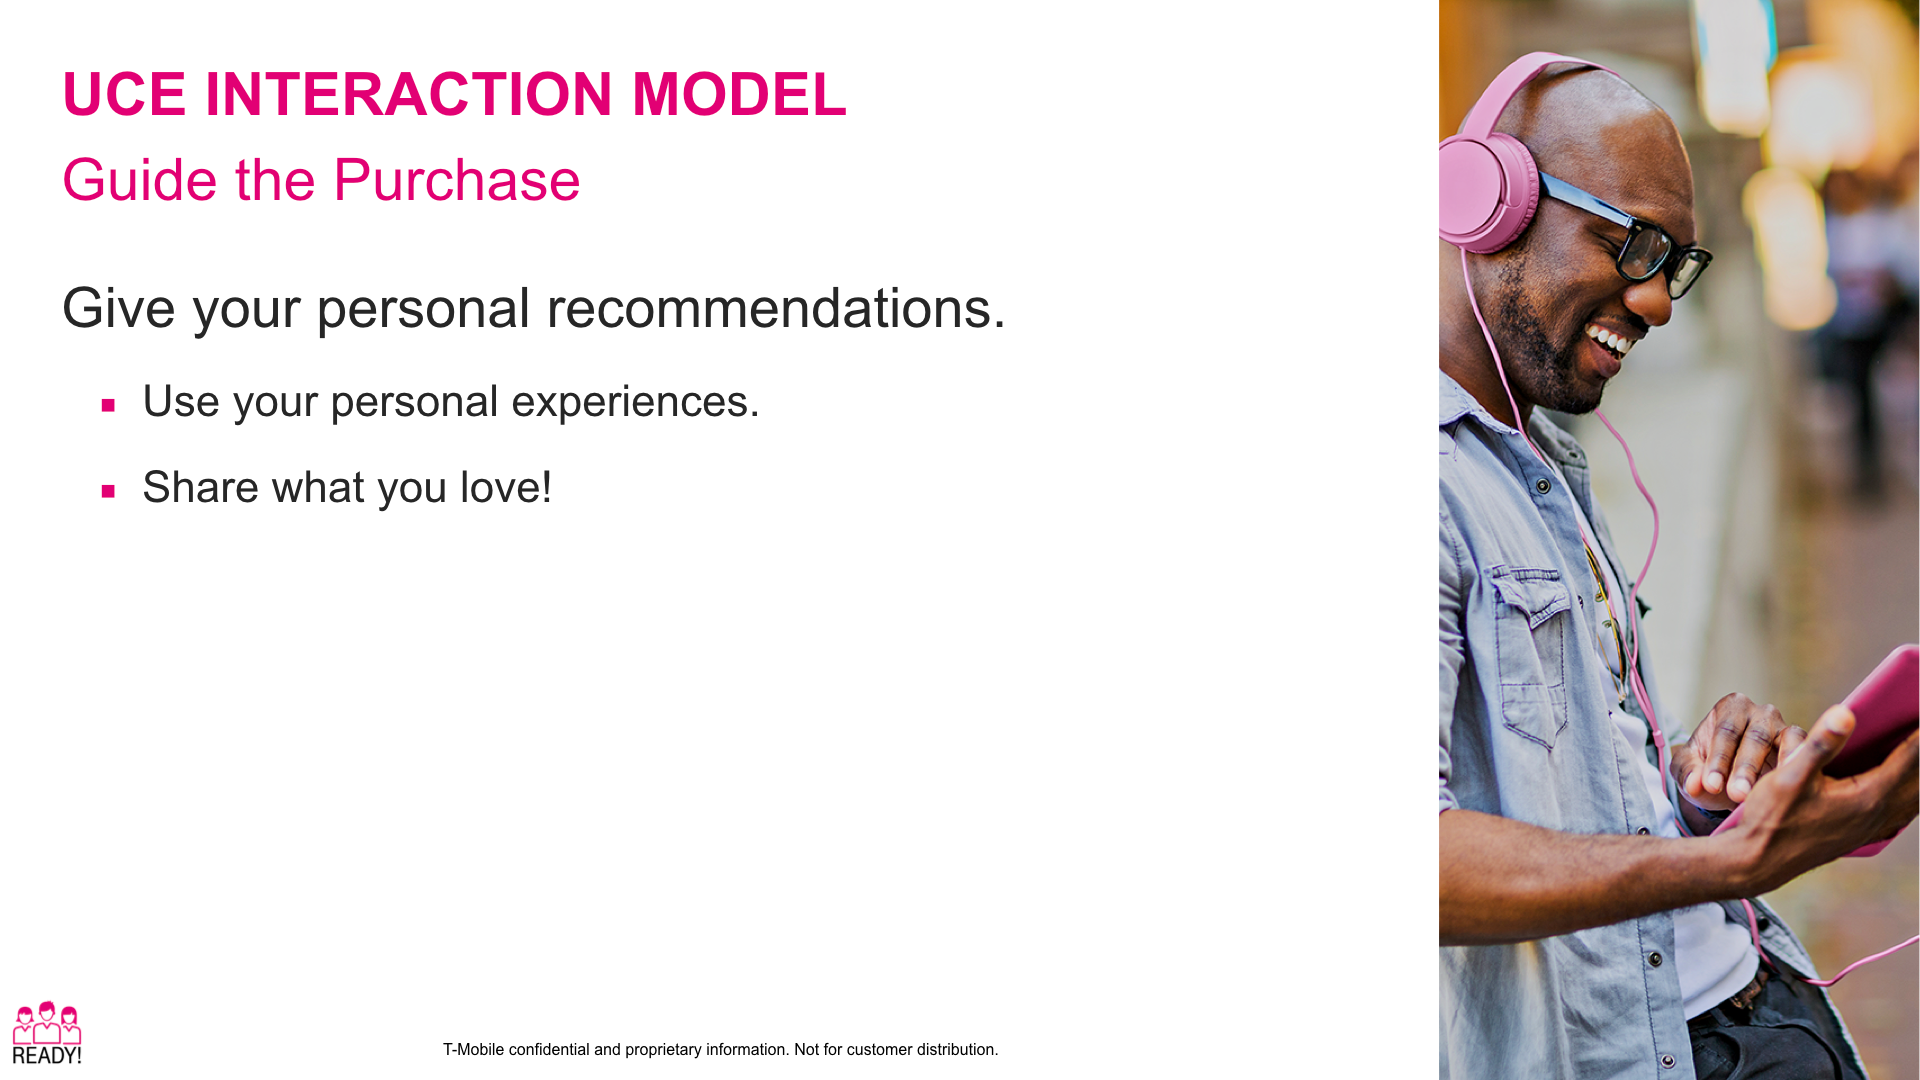 UCE INTERACTION MODEL
Guide the Purchase
Give your personal recommendations.
Use your personal experiences.
Share what you love!
READY!
T-Mobile confidential and proprietary information. Not for customer distribution.